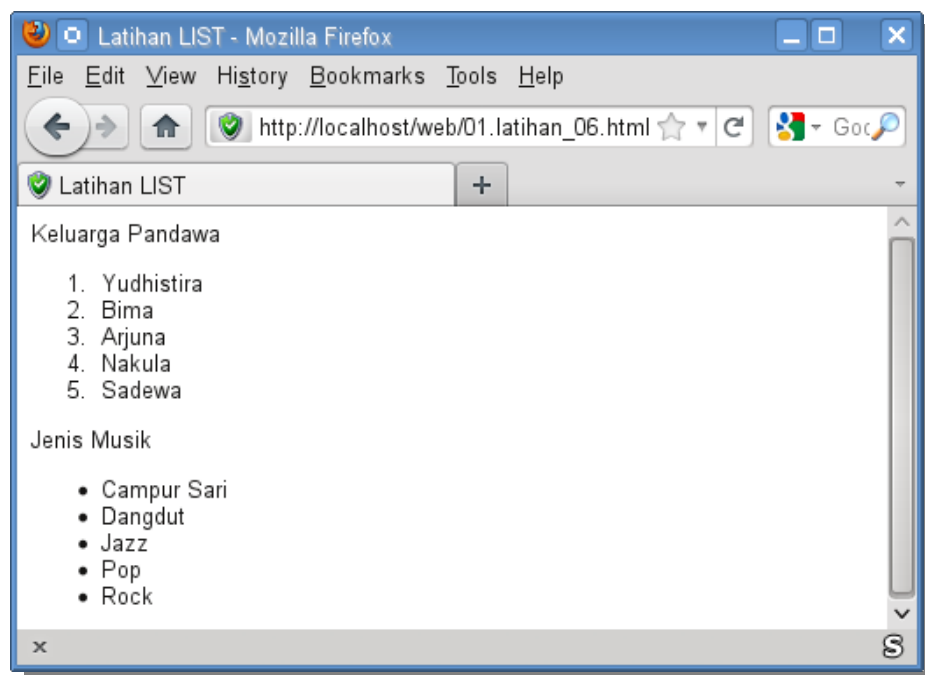 Latihan LIST - Mozilla Firefox
File Edit View History Bookmarks Tools Help
http://localhost/web/01.latihan_06.html
Latihan LIST
Keluarga Pandawa
1. Yudhistira
2. Bima
3. Arjuna
4. Nakula
5. Sadewa
Jenis Musik
• Campur Sari
• Dangdut
• Jazz
• Pop
• Rock
S